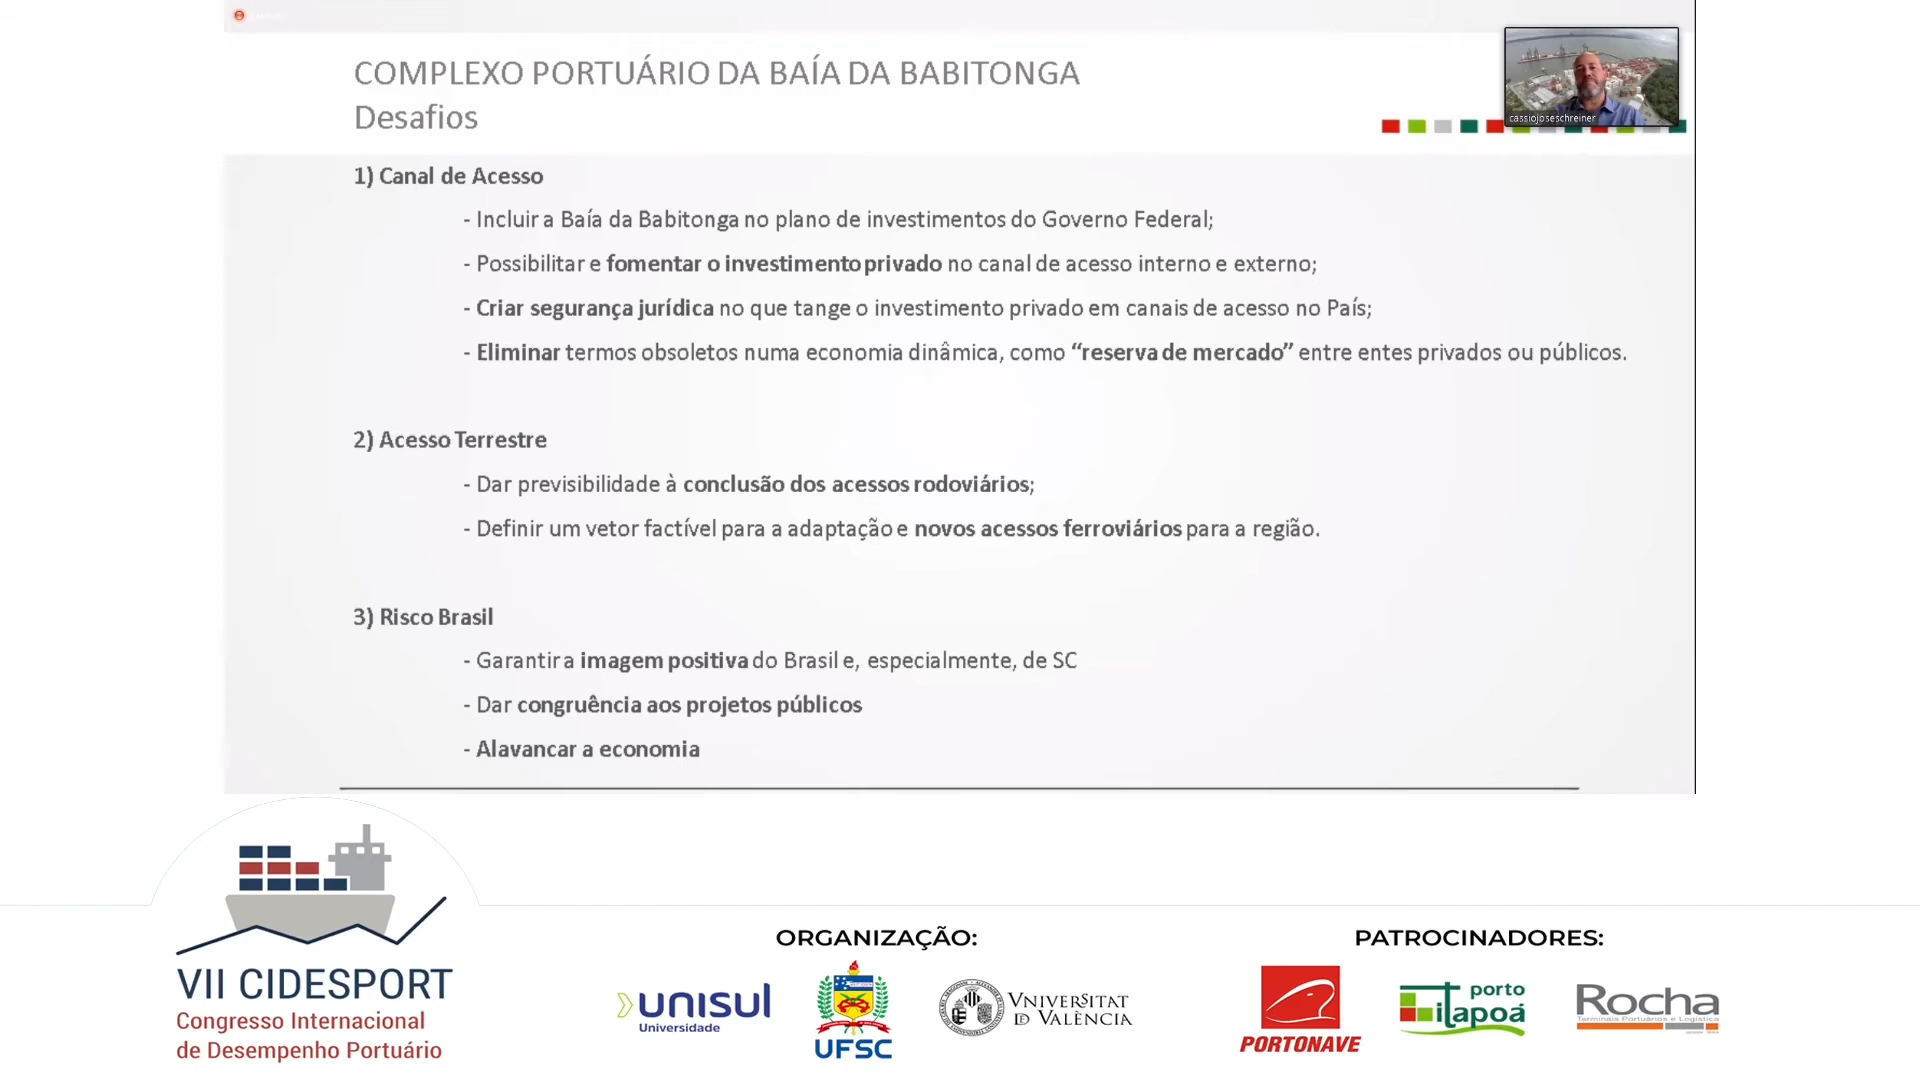 COMPLEXO PORTUÁRIO DA BAÍA DA BABITONGA
Desafios
cassiojoseschreiner
1) Canal de Acesso
- Incluir a Baía da Babitonga no plano de investimentos do Governo Federal;
- Possibilitar e fomentar o investimento privado no canal de acesso interno e externo;
- Criar segurança jurídica no que tange o investimento privado em canais de acesso no País;
- Eliminar termos obsoletos numa economia dinâmica, como “reserva de mercado” entre entes privados ou públicos.
2) Acesso Terrestre
- Dar previsibilidade à conclusão dos acessos rodoviários;
- Definir um vetor factível para a adaptação e novos acessos ferroviários para a região.
3) Risco Brasil
- Garantir a imagem positiva do Brasil e, especialmente, de SC
- Dar congruência aos projetos públicos
- Alavancar a economia
VII CIDESPORT
Congresso Internacional
de Desempenho Portuário
ORGANIZAÇÃO:
unisul
Universidade
UFSC
VNIVERSITAT
DE VALÈNCIA
PATROCINADORES:
PORTONAVE
porto
itapoá
Rocha
Terminais Portuários e Logística